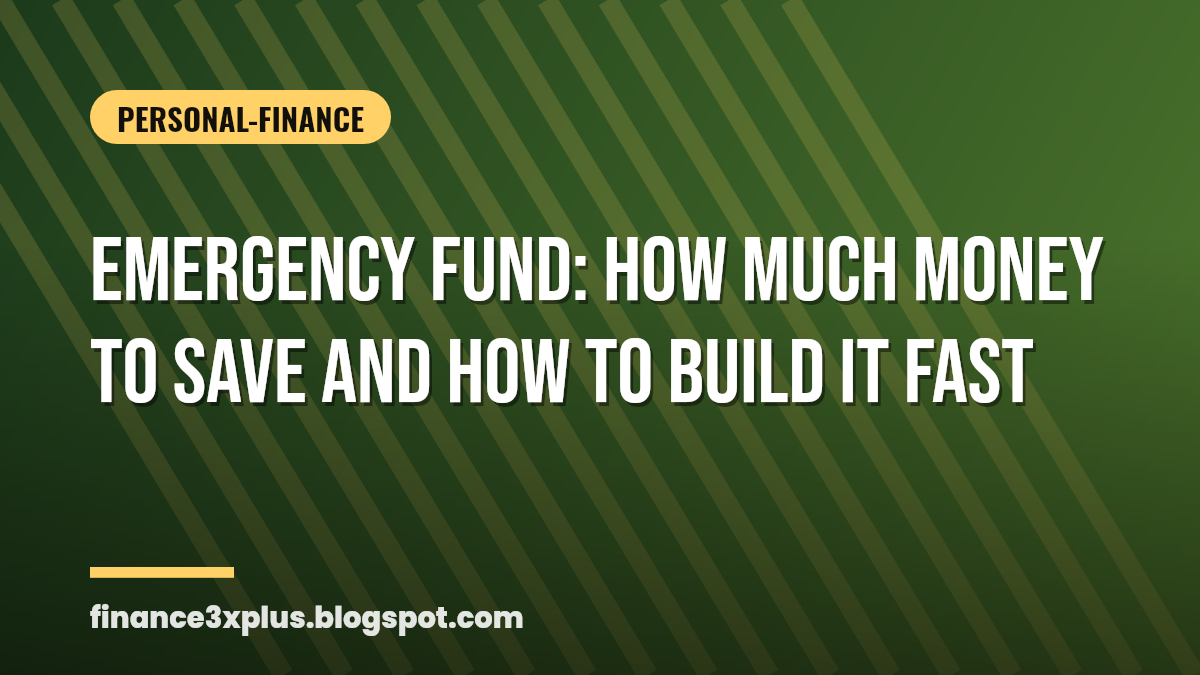 PERSONAL-FINANCE
EMERGENCY FUND: HOW MUCH MONEY
TO SAVE AND HOW TO BUILD IT FAST
finance3xplus.blogspot.com